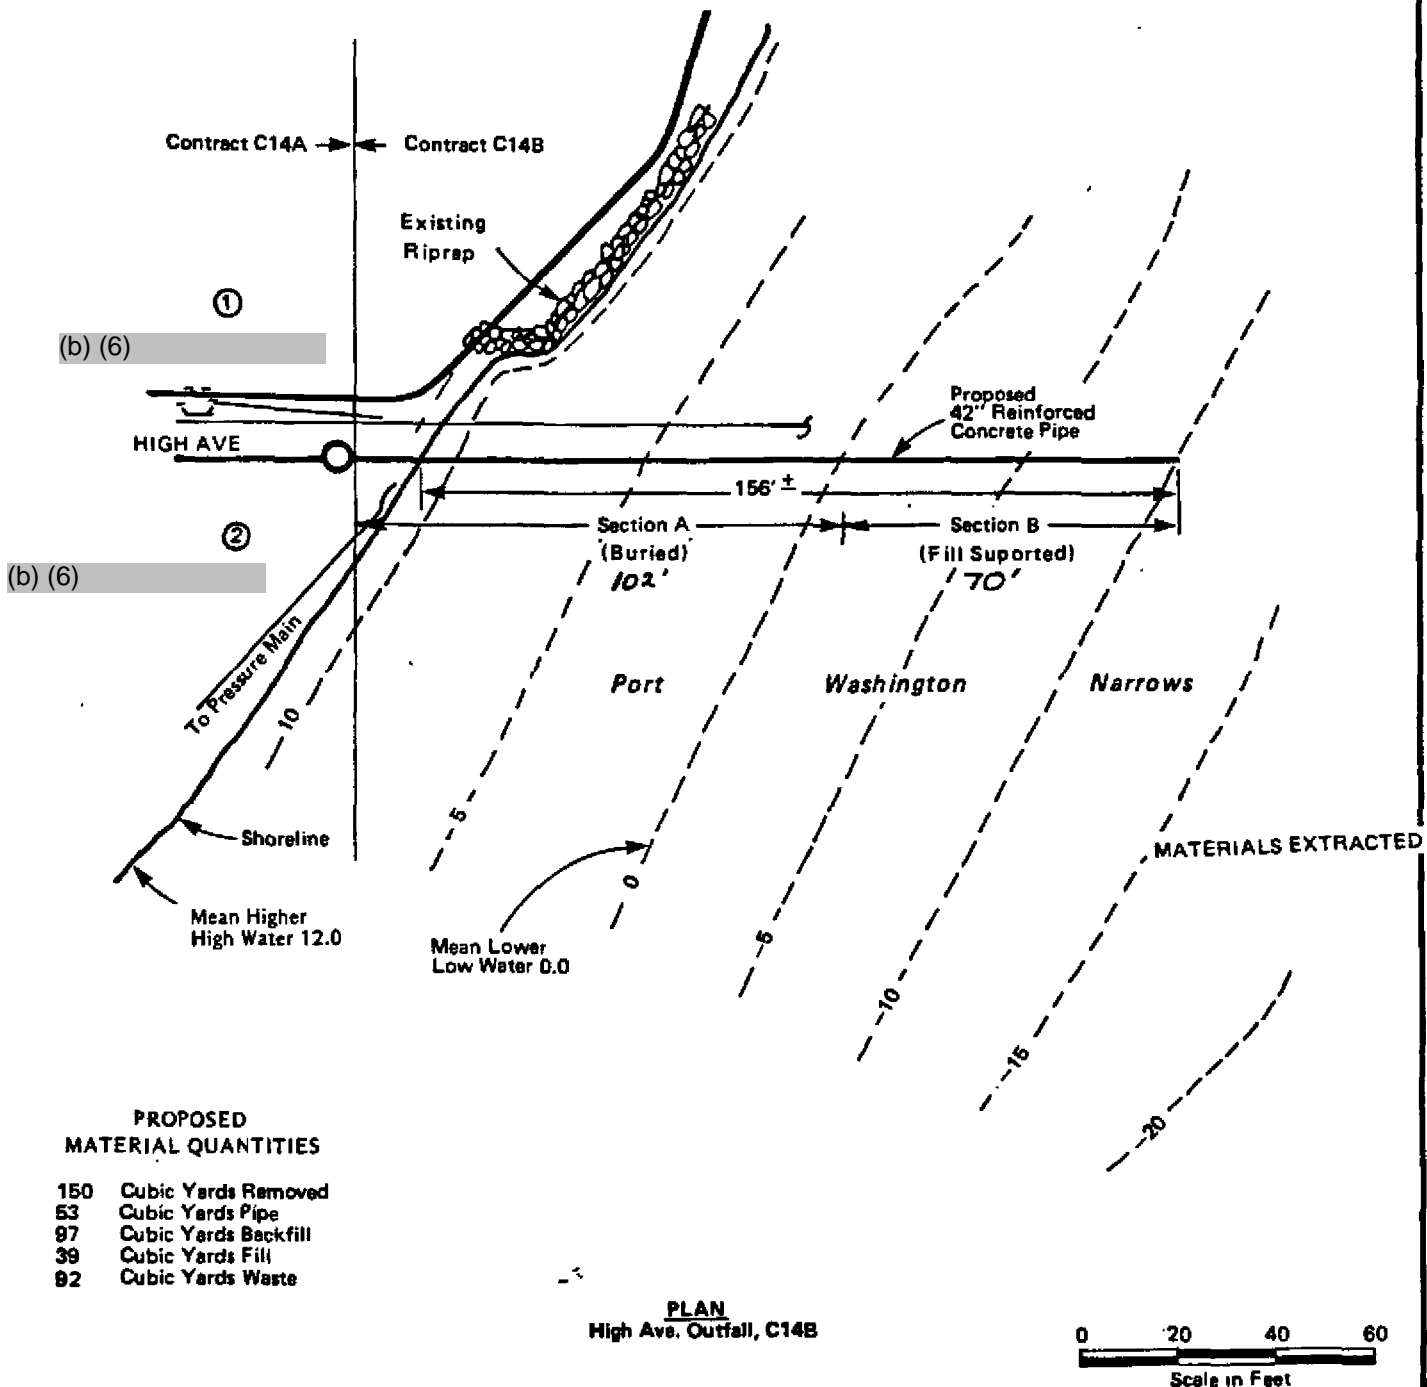 Contract C14A
Contract C14B
Existing
Riprap
1
(b) (6)
Proposed
42" Reinforced
Concrete Pipe
HIGH AVE
156' ±
Section A
(Buried)
102'
Section B
(Fill Suported)
70'
2
(b) (6)
To Pressure Main
Port Washington Narrows
10
5
0
-5
-10
-15
-20
Shoreline
MATERIALS EXTRACTED
Mean Higher
High Water 12.0
Mean Lower
Low Water 0.0
PROPOSED
MATERIAL QUANTITIES
150 Cubic Yards Removed
53 Cubic Yards Pipe
97 Cubic Yards Backfill
39 Cubic Yards Fill
92 Cubic Yards Waste
PLAN
High Ave. Outfall, C14B
0 20 40 60
Scale in Feet